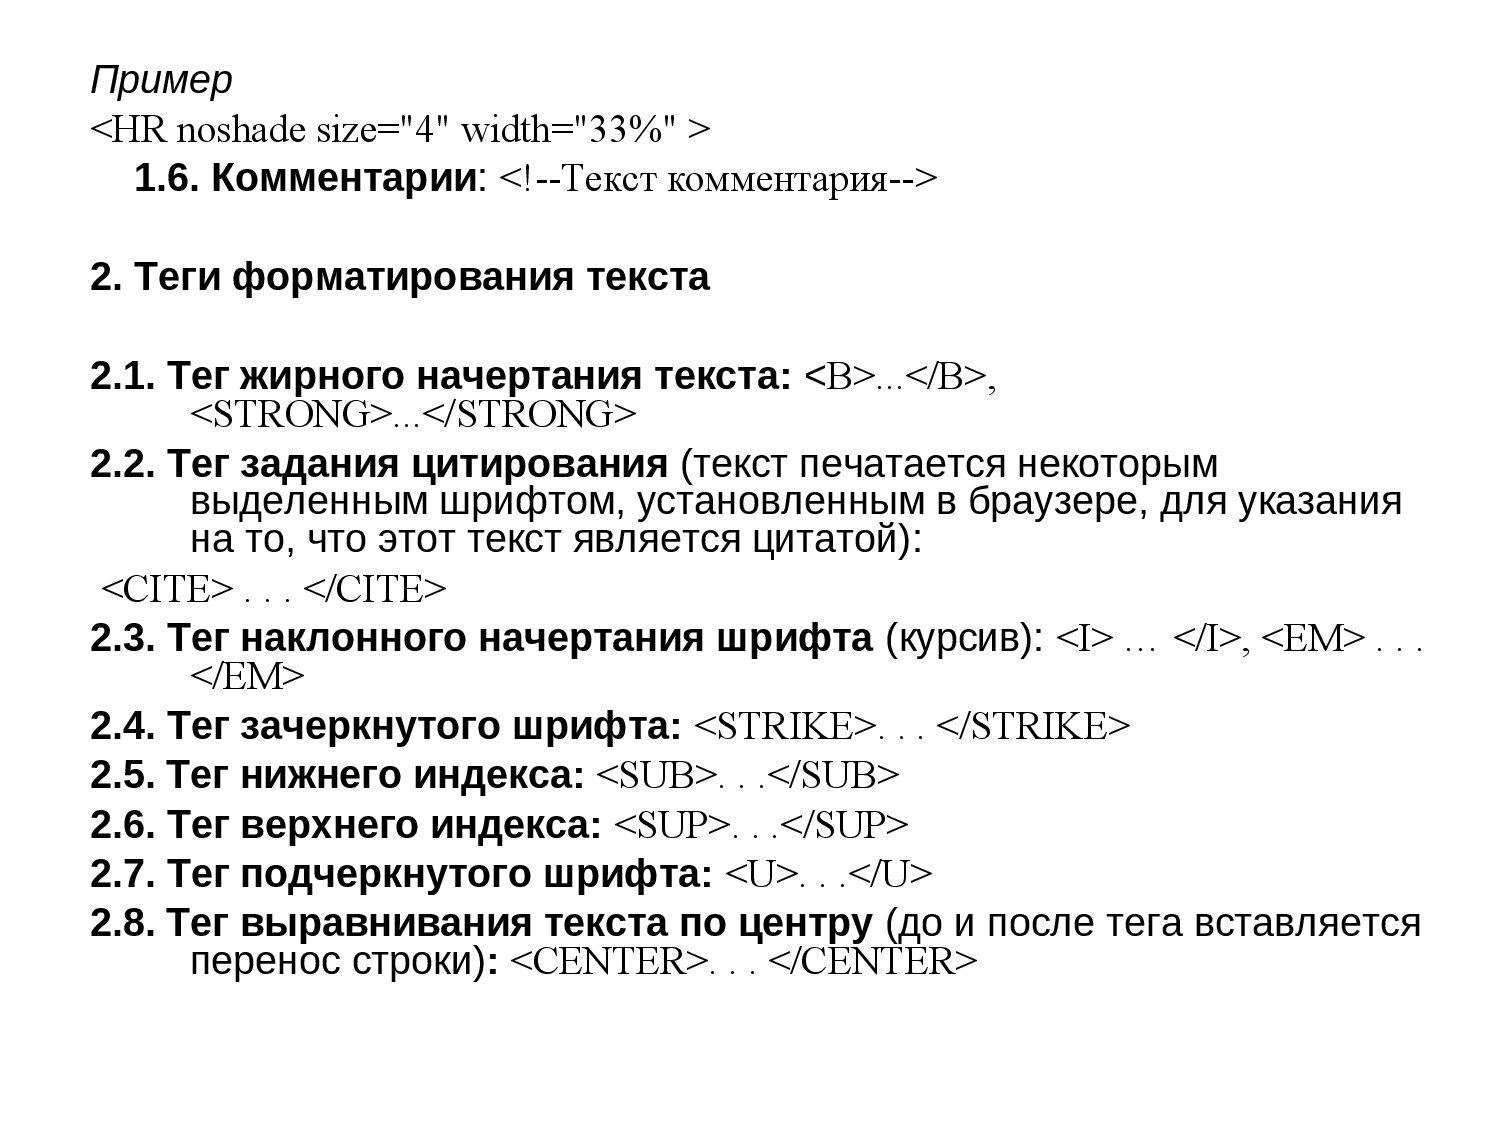 Пример
<HR noshade size="4" width="33%" >
1.6. Комментарии: <!--Текст комментария-->
2. Теги форматирования текста
2.1. Тег жирного начертания текста: <B>...</B>,
<STRONG>...</STRONG>
2.2. Тег задания цитирования (текст печатается некоторым
выделенным шрифтом, установленным в браузере, для указания
на то, что этот текст является цитатой):
<CITE> . . . </CITE>
2.3. Тег наклонного начертания шрифта (курсив): <I> … </I>, <EM> . . .
</EM>
2.4. Тег зачеркнутого шрифта: <STRIKE>. . . </STRIKE>
2.5. Тег нижнего индекса: <SUB>. . .</SUB>
2.6. Тег верхнего индекса: <SUP>. . .</SUP>
2.7. Тег подчеркнутого шрифта: <U>. . .</U>
2.8. Тег выравнивания текста по центру (до и после тега вставляется
перенос строки): <CENTER>. . . </CENTER>